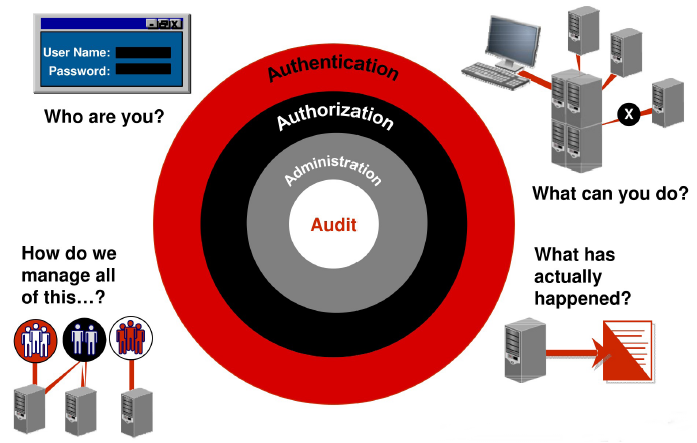 User Name:
Password:
Who are you?
Authentication
Authorization
Administration
Audit
X
What can you do?
How do we
manage all
of this...?
What has
actually
happened?